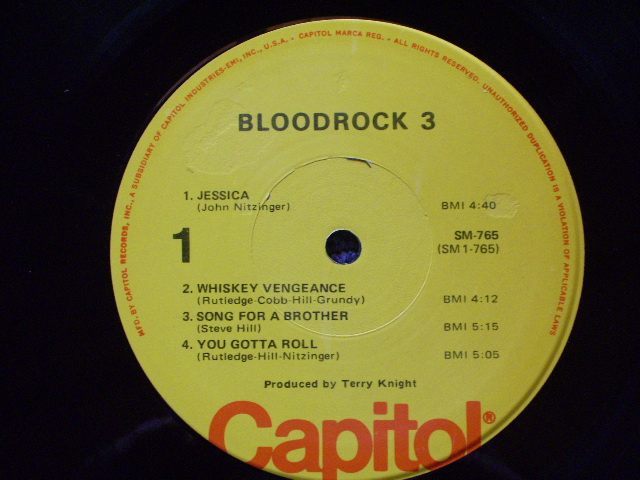 MFD. BY CAPITOL RECORDS, INC., A SUBSIDIARY OF CAPITOL INDUSTRIES-EMI, INC., U.S.A. • CAPITOL MARCA REG. • ALL RIGHTS RESERVED. UNAUTHORIZED DUPLICATION IS A VIOLATION OF APPLICABLE LAWS
BLOODROCK 3
1. JESSICA
(John Nitzinger) BMI 4:40
1 SM-765
(SM1-765)
2. WHISKEY VENGEANCE
(Rutledge-Cobb-Hill-Grundy) BMI 4:12
3. SONG FOR A BROTHER
(Steve Hill) BMI 5:15
4. YOU GOTTA ROLL
(Rutledge-Hill-Nitzinger) BMI 5:05
Produced by Terry Knight
Capitol®